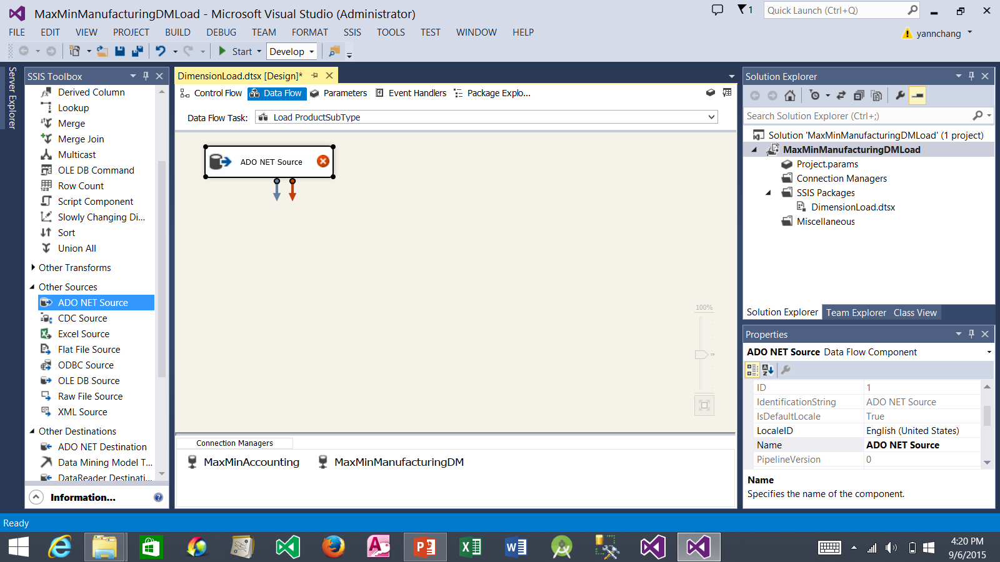 MaxMinManufacturingDMLoad - Microsoft Visual Studio (Administrator)
1
Quick Launch (Ctrl+Q)
FILE EDIT VIEW PROJECT BUILD DEBUG TEAM FORMAT SSIS TOOLS TEST WINDOW HELP
yannchang
Start
Develop
Server Explorer
SSIS Toolbox
Derived Column
Lookup
Merge
Merge Join
Multicast
OLE DB Command
Row Count
Script Component
Slowly Changing Di...
Sort
Union All
Other Transforms
Other Sources
ADO NET Source
CDC Source
Excel Source
Flat File Source
ODBC Source
OLE DB Source
Raw File Source
XML Source
Other Destinations
ADO NET Destination
Data Mining Model T...
DataReader Destinati...
Information...
DimensionLoad.dtsx [Design]*
Control Flow Data Flow Parameters Event Handlers Package Explo...
Data Flow Task: Load ProductSubType
ADO NET Source
100%
Connection Managers
MaxMinAccounting MaxMinManufacturingDM
Solution Explorer
Search Solution Explorer (Ctrl+;)
Solution 'MaxMinManufacturingDMLoad' (1 project)
MaxMinManufacturingDMLoad
Project.params
Connection Managers
SSIS Packages
DimensionLoad.dtsx
Miscellaneous
Solution Explorer Team Explorer Class View
Properties
ADO NET Source Data Flow Component
ID 1
IdentificationString ADO NET Source
IsDefaultLocale True
LocaleID English (United States)
Name ADO NET Source
PipelineVersion 0
Name
Specifies the name of the component.
Ready
4:20 PM
9/6/2015